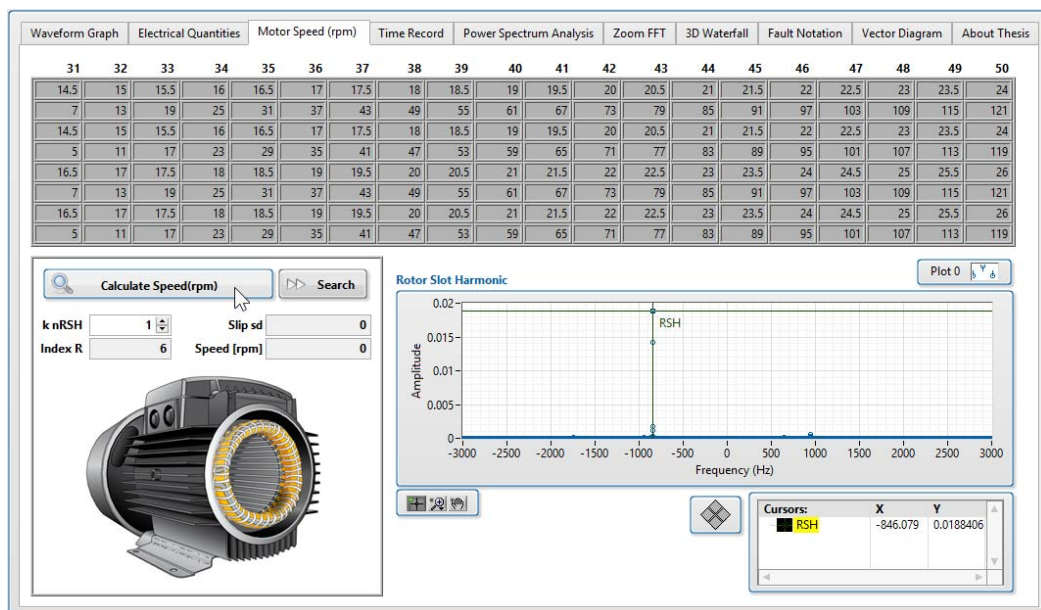 Waveform Graph Electrical Quantities Motor Speed (rpm) Time Record Power Spectrum Analysis Zoom FFT 3D Waterfall Fault Notation Vector Diagram About Thesis
31 32 33 34 35 36 37 38 39 40 41 42 43 44 45 46 47 48 49 50
14.5 15 15.5 16 16.5 17 17.5 18 18.5 19 19.5 20 20.5 21 21.5 22 22.5 23 23.5 24
7 13 19 25 31 37 43 49 55 61 67 73 79 85 91 97 103 109 115 121
14.5 15 15.5 16 16.5 17 17.5 18 18.5 19 19.5 20 20.5 21 21.5 22 22.5 23 23.5 24
5 11 17 23 29 35 41 47 53 59 65 71 77 83 89 95 101 107 113 119
16.5 17 17.5 18 18.5 19 19.5 20 20.5 21 21.5 22 22.5 23 23.5 24 24.5 25 25.5 26
7 13 19 25 31 37 43 49 55 61 67 73 79 85 91 97 103 109 115 121
16.5 17 17.5 18 18.5 19 19.5 20 20.5 21 21.5 22 22.5 23 23.5 24 24.5 25 25.5 26
5 11 17 23 29 35 41 47 53 59 65 71 77 83 89 95 101 107 113 119
Calculate Speed(rpm) Search
k nRSH 1 Slip sd 0
Index R 6 Speed [rpm] 0
Rotor Slot Harmonic
Plot 0
0.02
0.015
0.01
0.005
0
Amplitude
RSH
-3000 -2500 -2000 -1500 -1000 -500 0 500 1000 1500 2000 2500 3000
Frequency (Hz)
Cursors: X Y
RSH -846.079 0.0188406